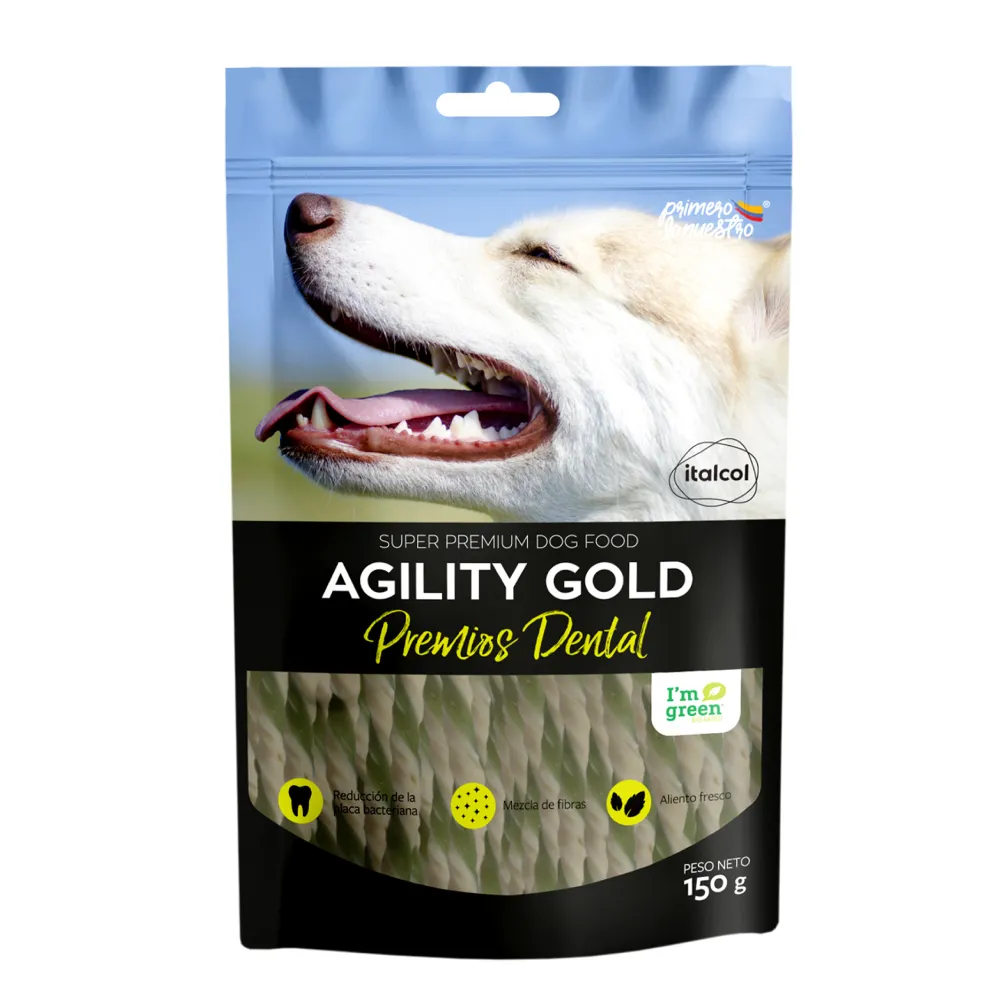 primero
lo nuestro
®
italcol
SUPER PREMIUM DOG FOOD
AGILITY GOLD
Premios Dental
I'm
green™
Reducción de la
placa bacteriana
Mezcla de fibras
Aliento fresco
PESO NETO
150 g